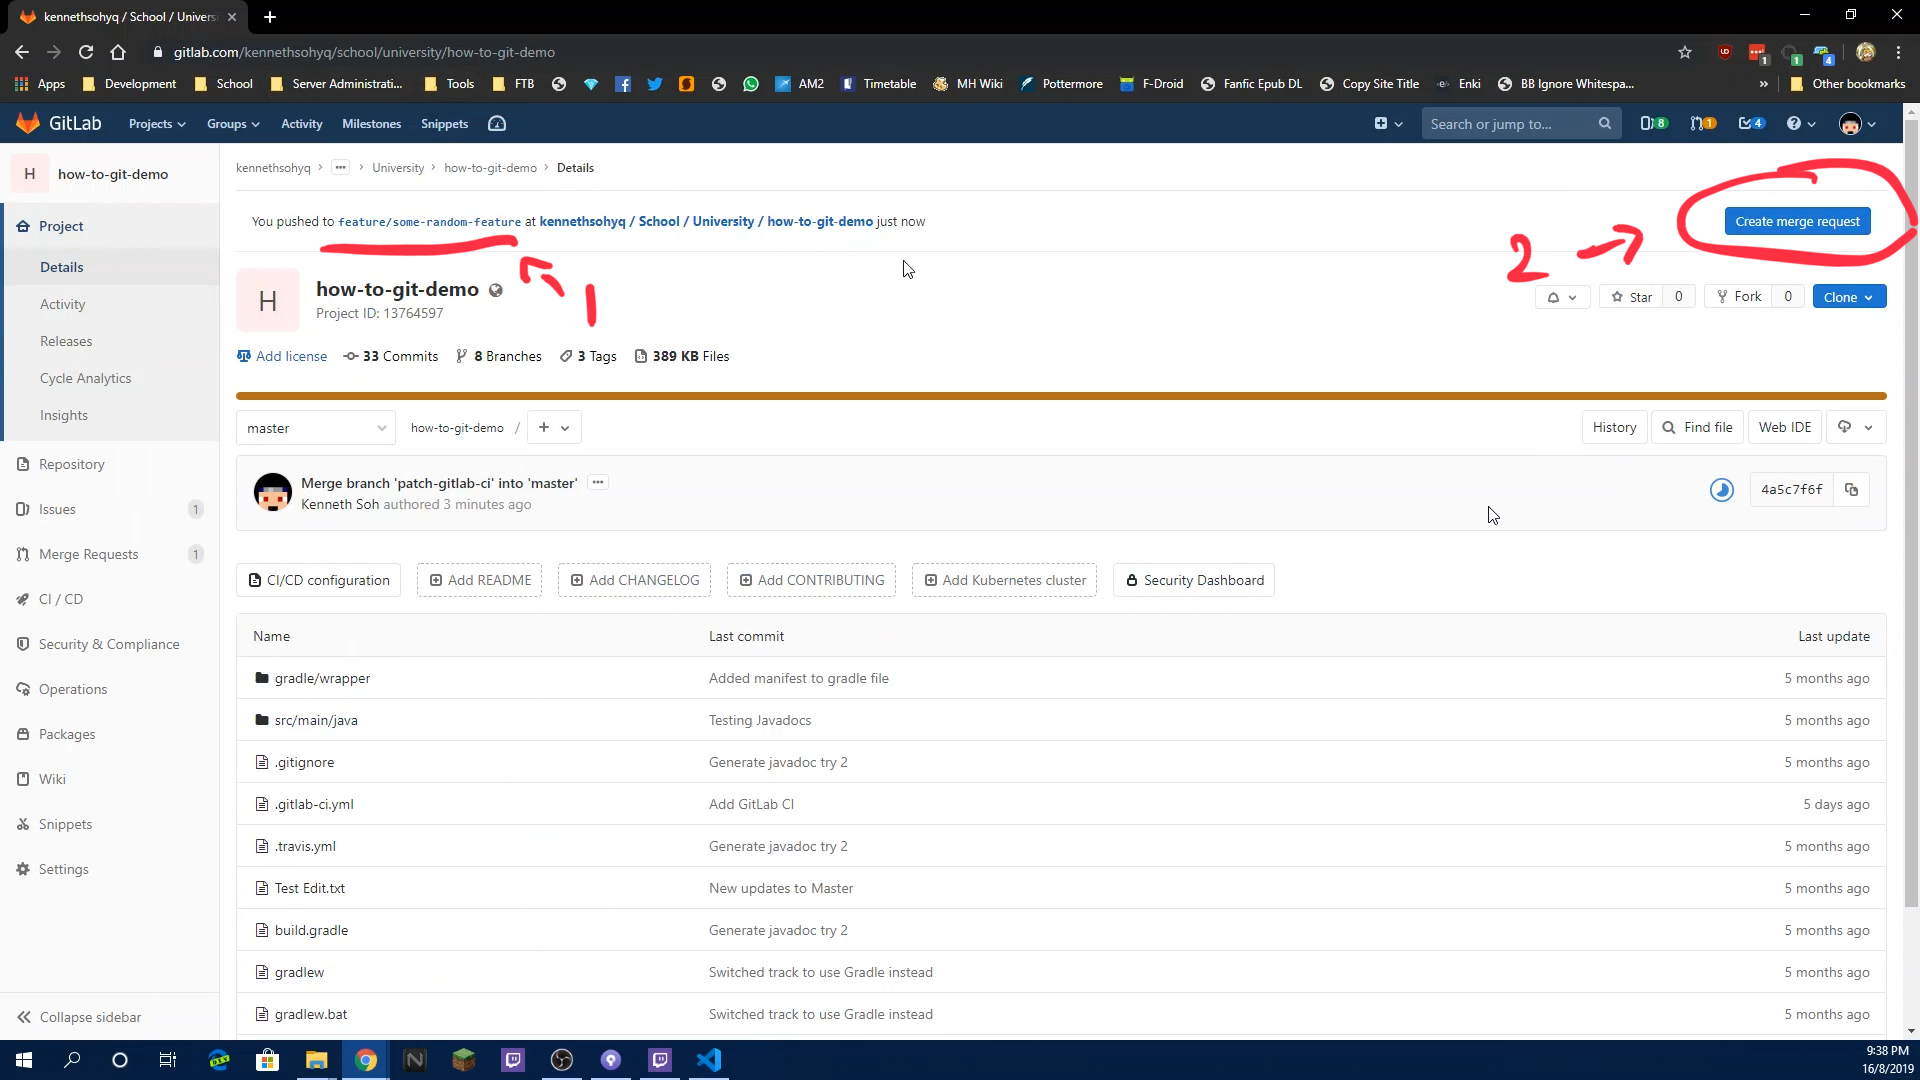 kennethsohyq / School / Univers
gitlab.com/kennethsohyq/school/university/how-to-git-demo
1 1 4
Apps Development School Server Administrati... Tools FTB AM2 Timetable MH Wiki Pottermore F-Droid Fanfic Epub DL Copy Site Title Enki BB Ignore Whitespa... » Other bookmarks
GitLab Projects Groups Activity Milestones Snippets Search or jump to... 8 1 4
H how-to-git-demo
kennethsohyq > ... University > how-to-git-demo > Details
You pushed to feature/some-random-feature at kennethsohyq / School / University / how-to-git-demo just now
Create merge request
2
1
Project
Details
Activity
Releases
Cycle Analytics
Insights
Repository
Issues 1
Merge Requests 1
CI / CD
Security & Compliance
Operations
Packages
Wiki
Snippets
Settings
Collapse sidebar
H
how-to-git-demo
Project ID: 13764597
Star 0 Fork 0 Clone
Add license 33 Commits 8 Branches 3 Tags 389 KB Files
master how-to-git-demo / + History Find file Web IDE
Merge branch 'patch-gitlab-ci' into 'master' ...
Kenneth Soh authored 3 minutes ago
4a5c7f6f
CI/CD configuration Add README Add CHANGELOG Add CONTRIBUTING Add Kubernetes cluster Security Dashboard
Name Last commit Last update
gradle/wrapper Added manifest to gradle file 5 months ago
src/main/java Testing Javadocs 5 months ago
.gitignore Generate javadoc try 2 5 months ago
.gitlab-ci.yml Add GitLab CI 5 days ago
.travis.yml Generate javadoc try 2 5 months ago
Test Edit.txt New updates to Master 5 months ago
build.gradle Generate javadoc try 2 5 months ago
gradlew Switched track to use Gradle instead 5 months ago
gradlew.bat Switched track to use Gradle instead 5 months ago
9:38 PM
16/8/2019